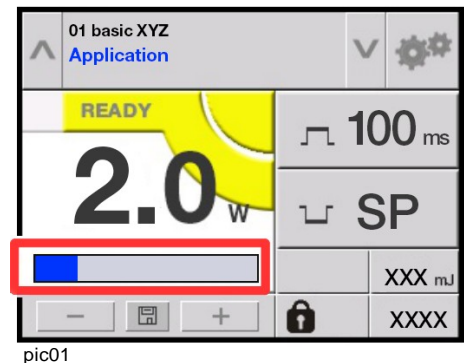 01 basic XYZ
Application
READY
2.0 W
100 ms
SP
XXX mJ
− +
XXXX
pic01